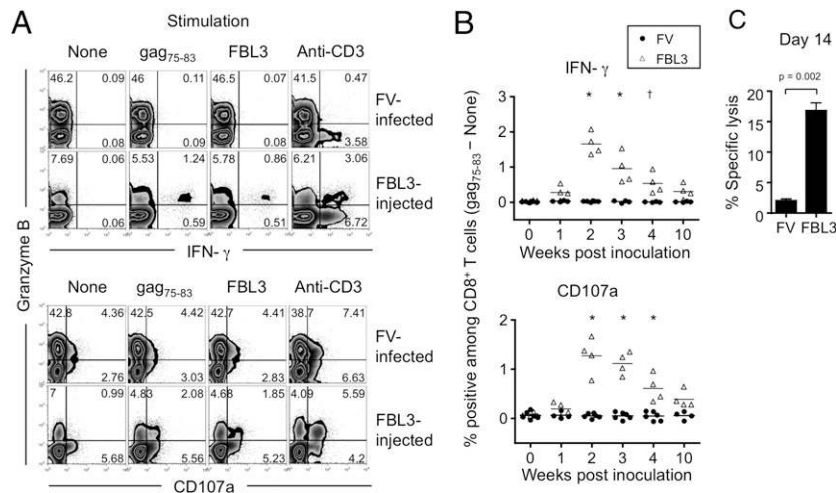 A
Stimulation
None gag75-83 FBL3 Anti-CD3
46.2 0.09 46 0.11 46.5 0.07 41.5 0.47
FV-infected
0.08 0.09 0.08 3.58
7.69 0.06 5.53 1.24 5.78 0.86 6.21 3.06
FBL3-injected
0.06 0.59 0.51 6.72
IFN- γ
Granzyme B
None gag75-83 FBL3 Anti-CD3
42.8 4.36 42.5 4.42 42.7 4.41 38.7 7.41
FV-infected
2.76 3.03 2.83 6.63
7 0.99 4.83 2.08 4.68 1.85 4.09 5.59
FBL3-injected
5.68 5.56 5.23 4.2
CD107a
B
FV
FBL3
IFN- γ
3
2
1
0
* * †
0 1 2 3 4 10
Weeks post inoculation
% positive among CD8+ T cells (gag75-83 – None)
CD107a
2
1
0
* * *
0 1 2 3 4 10
Weeks post inoculation
C
Day 14
p = 0.002
20
15
10
5
0
% Specific lysis
FV FBL3